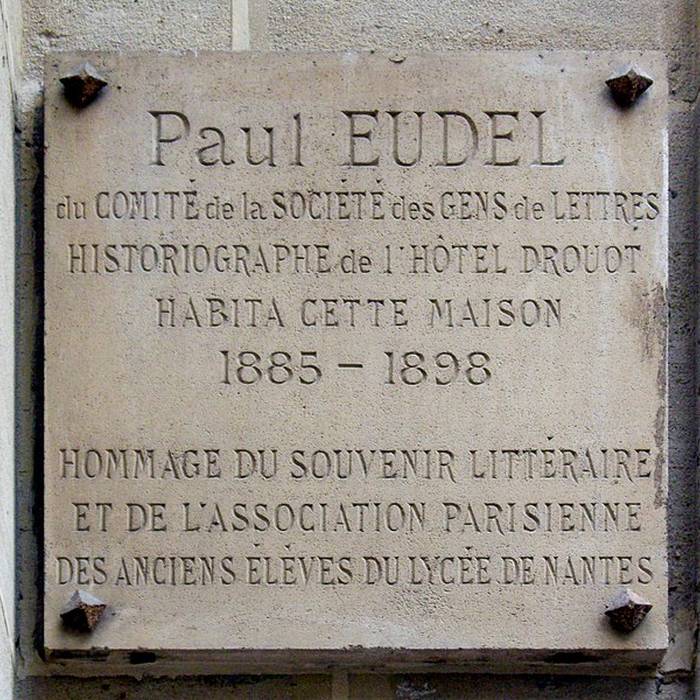 Paul EUDEL
du COMITÉ de la SOCIÉTÉ des GENS de LETTRES
HISTORIOGRAPHE de l'HÔTEL DROUOT
HABITA CETTE MAISON
1885 - 1898
HOMMAGE DU SOUVENIR LITTÉRAIRE
ET DE L'ASSOCIATION PARISIENNE
DES ANCIENS ÉLÈVES DU LYCÉE DE NANTES